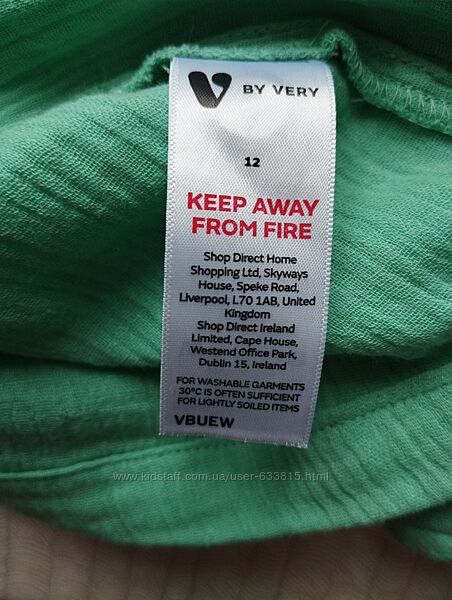 V BY VERY
12
KEEP AWAY
FROM FIRE
Shop Direct Home
Shopping Ltd, Skyways
House, Speke Road,
Liverpool, L70 1AB, United
Kingdom
Shop Direct Ireland
Limited, Cape House,
Westend Office Park,
Dublin 15, Ireland
FOR WASHABLE GARMENTS
30°C IS OFTEN SUFFICIENT
FOR LIGHTLY SOILED ITEMS
VBUEW
www.kidstaff.com.ua/user-633815.html